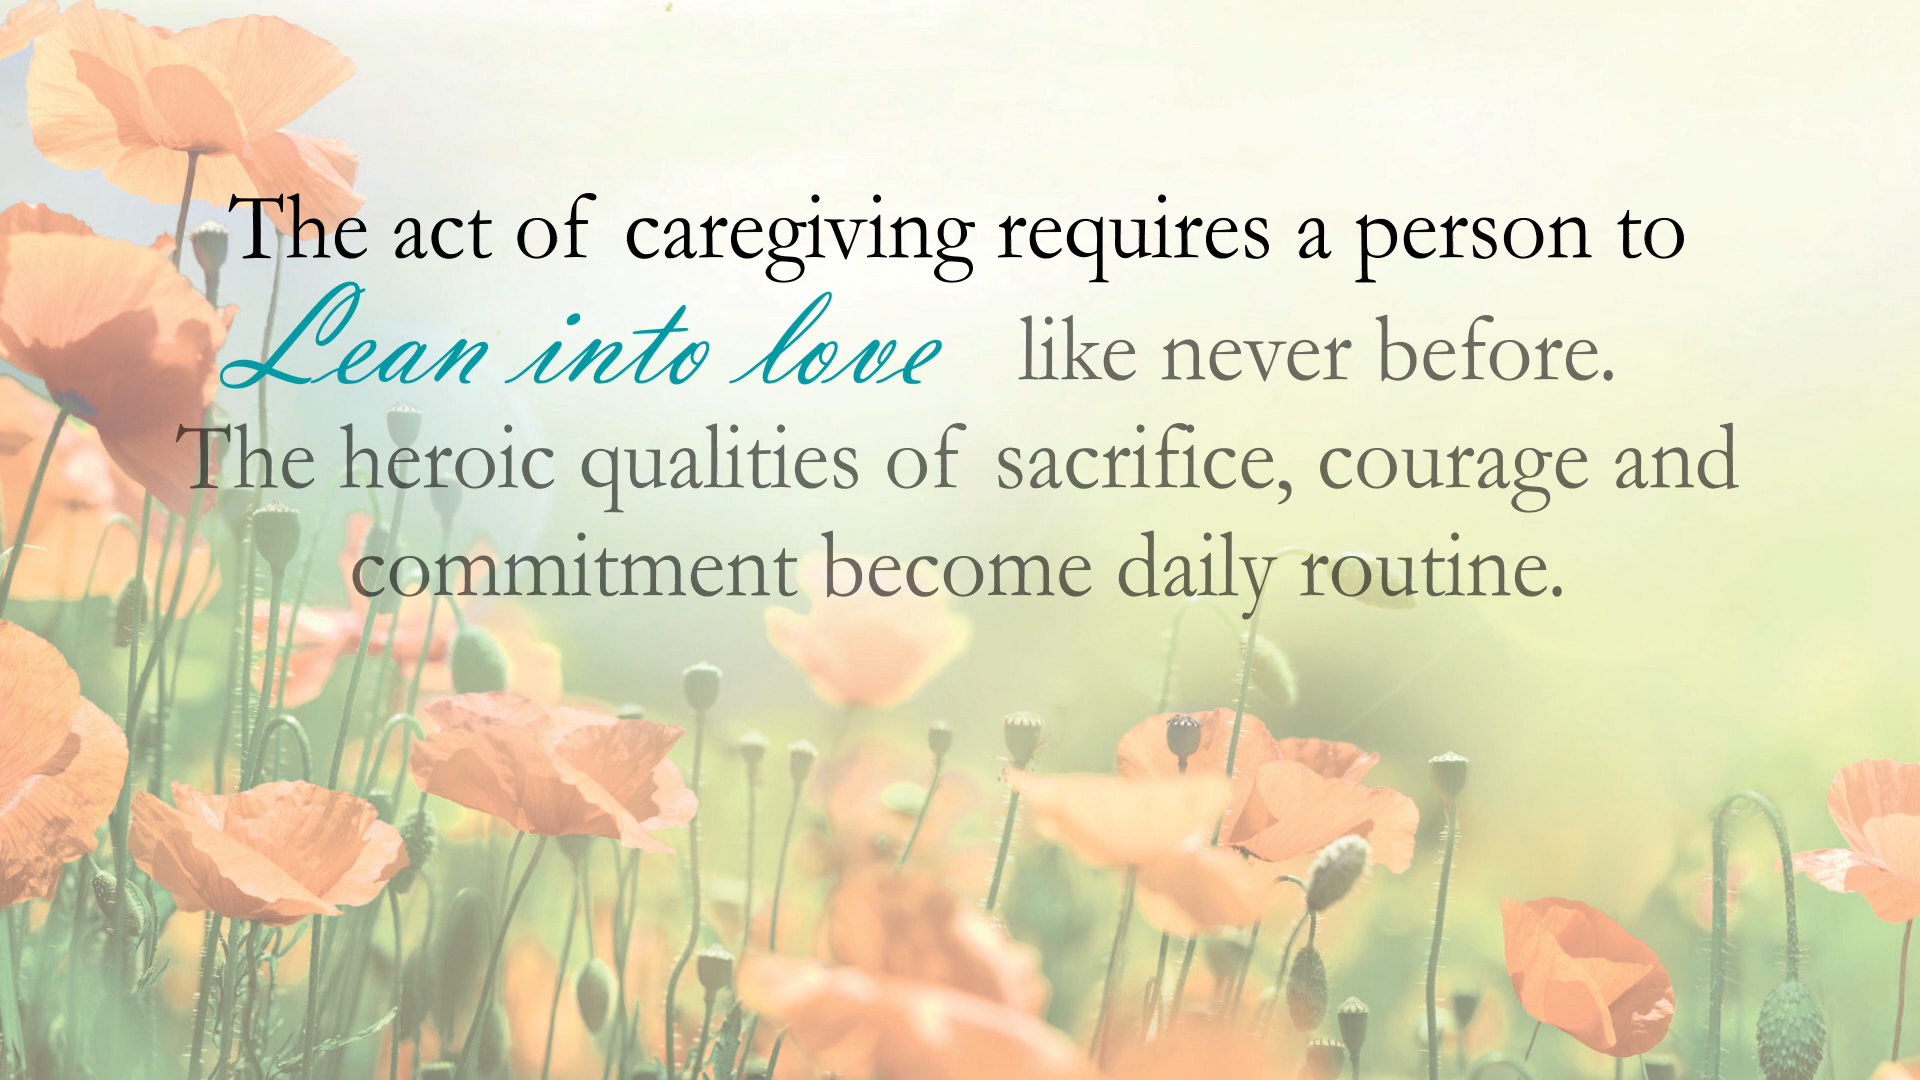 The act of caregiving requires a person to
Lean into love like never before.
The heroic qualities of sacrifice, courage and
commitment become daily routine.